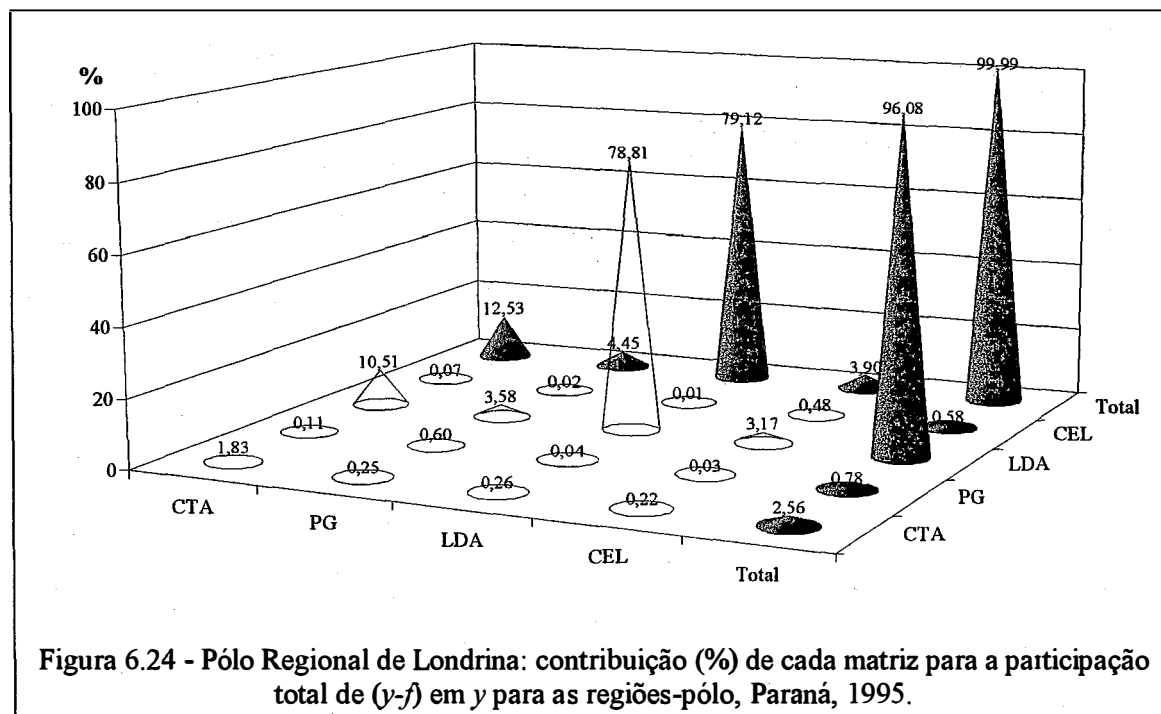 %
100
80
60
40
20
0
99,99
96,08
79,12
78,81
12,53
4,45
3,90
10,51
0,07
0,02
0,01
0,48
0,58
3,58
3,17
0,11
0,60
0,04
0,03
0,78
1,83
0,25
0,26
0,22
2,56
CTA
PG
LDA
CEL
Total
CTA
PG
LDA
CEL
Total
Figura 6.24 - Pólo Regional de Londrina: contribuição (%) de cada matriz para a participação
total de (y-f) em y para as regiões-pólo, Paraná, 1995.